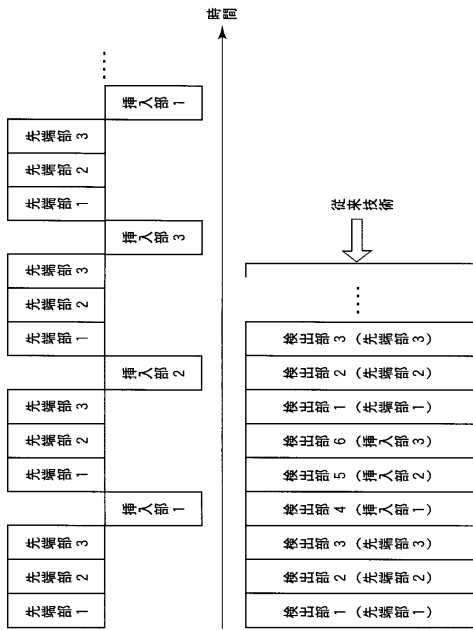 先端部1
先端部2
先端部3
挿入部1
先端部1
先端部2
先端部3
挿入部2
先端部1
先端部2
先端部3
挿入部3
先端部1
先端部2
先端部3
挿入部1
‥‥
時間
検出部1(先端部1)
検出部2(先端部2)
検出部3(先端部3)
検出部4(挿入部1)
検出部5(挿入部2)
検出部6(挿入部3)
検出部1(先端部1)
検出部2(先端部2)
検出部3(先端部3)
‥‥
従来技術